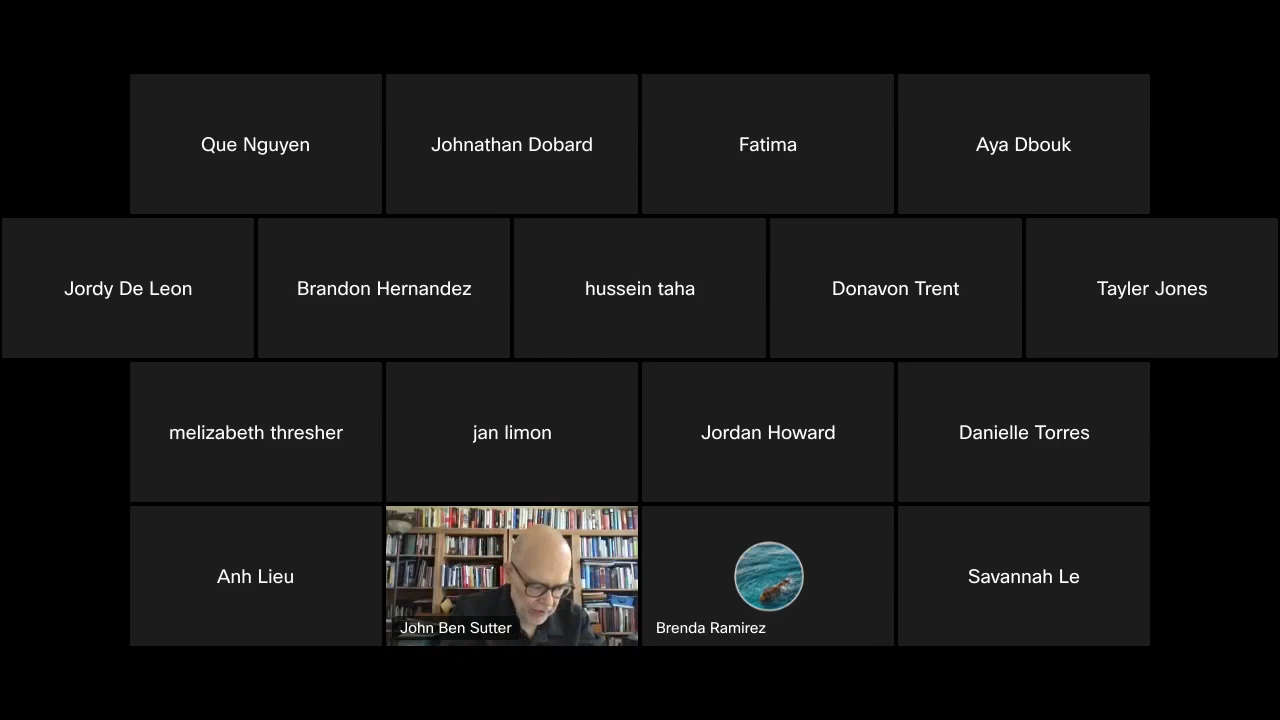 Que Nguyen
Johnathan Dobard
Fatima
Aya Dbouk
Jordy De Leon
Brandon Hernandez
hussein taha
Donavon Trent
Tayler Jones
melizabeth thresher
jan limon
Jordan Howard
Danielle Torres
Anh Lieu
John Ben Sutter
Brenda Ramirez
Savannah Le